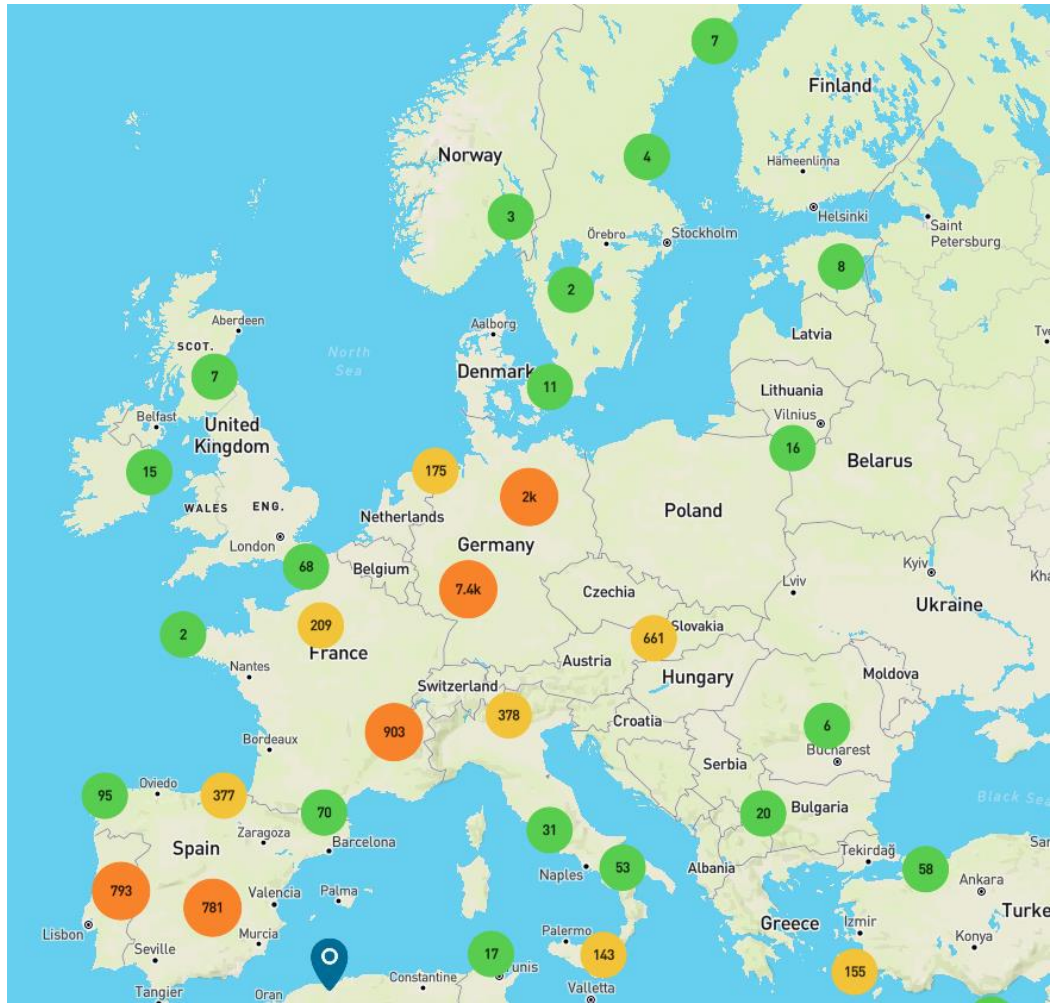 7
Finland
4
Norway
Hämeenlinna
3
Helsinki
Örebro
Stockholm
Saint
Petersburg
8
2
Aberdeen
Aalborg
Latvia
SCOT.
North
Sea
7
Denmark
11
Lithuania
Belfast
United
Kingdom
Vilnius
16
Belarus
15
175
2k
WALES
ENG.
Netherlands
Poland
London
Germany
68
Belgium
7.4k
Czechia
Kyiv
Lviv
Ukraine
2
209
France
661
Slovakia
Nantes
Austria
Hungary
Moldova
Switzerland
378
Croatia
903
6
Bordeaux
Bucharest
Serbia
95
Oviedo
377
70
Zaragoza
Barcelona
Spain
31
20
Bulgaria
Black Sea
Tekirdağ
Naples
53
Albania
58
Ankara
793
781
Valencia
Palma
Greece
Izmir
Turke
Lisbon
Murcia
Seville
Palermo
Konya
17
143
155
Tangier
Oran
Constantine
unis
Valletta